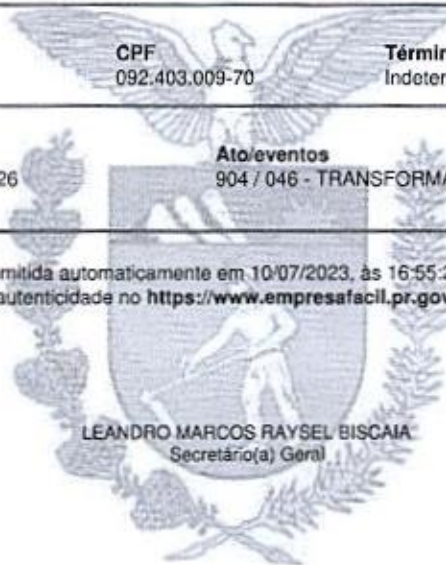 CPF Términ
092.403.009-70 Indeter
Ato/eventos
26 904 / 046 - TRANSFORMA
mitida automaticamente em 10/07/2023, às 16:55:2
autenticidade no https://www.empresafacil.pr.gov
LEANDRO MARCOS RAYSEL BISCAIA
Secretário(a) Geral